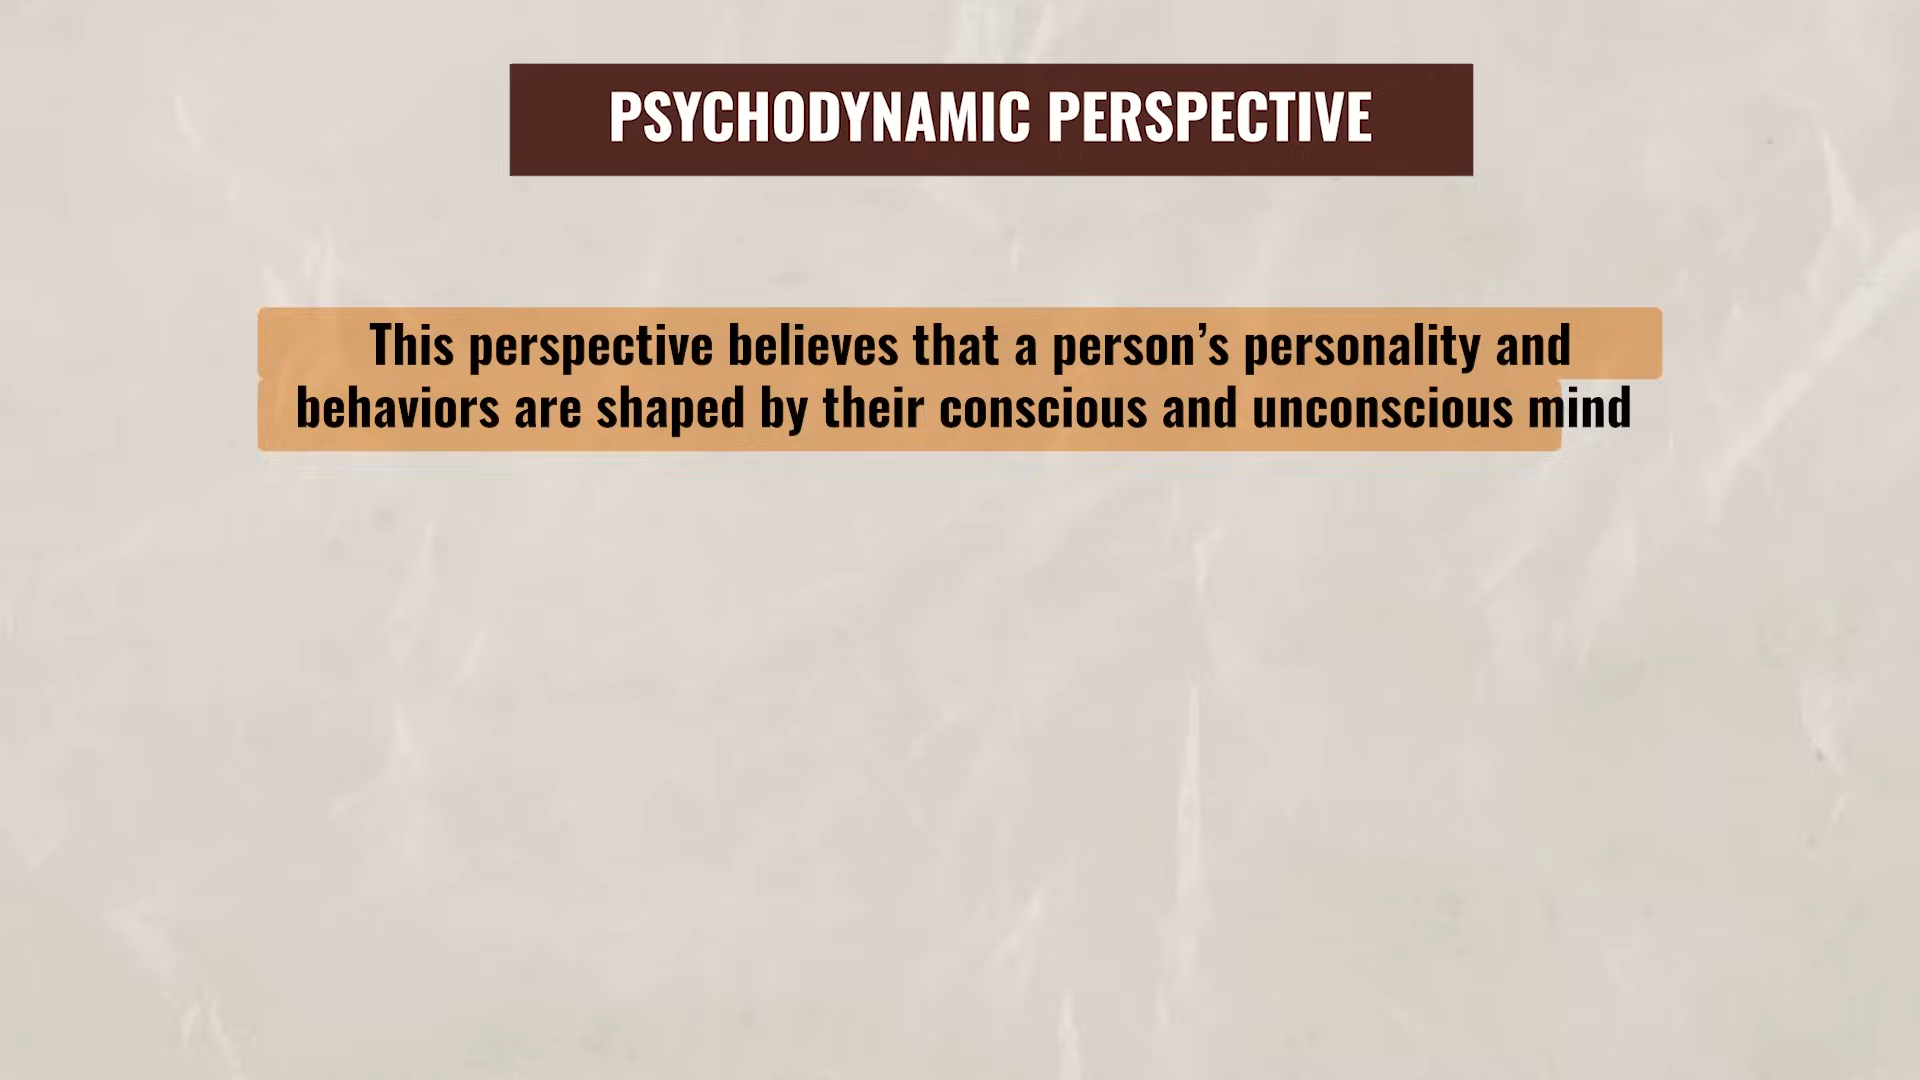 PSYCHODYNAMIC PERSPECTIVE
This perspective believes that a person’s personality and
behaviors are shaped by their conscious and unconscious mind